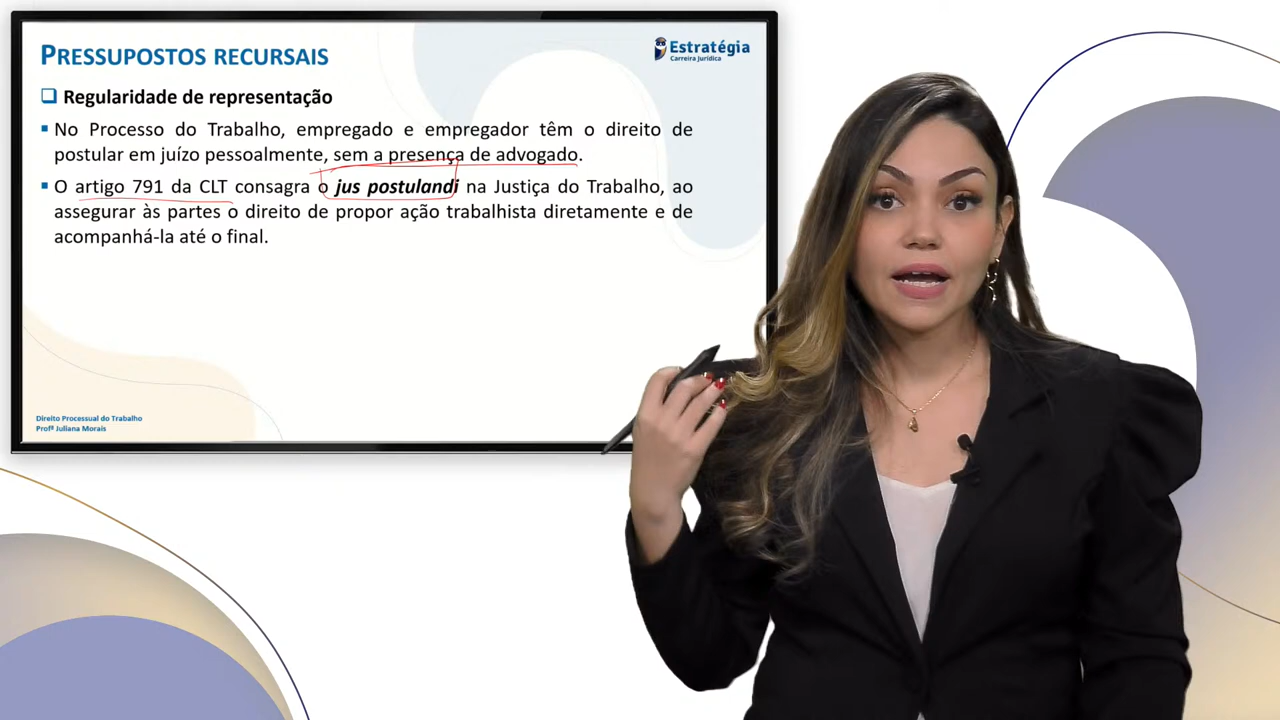 PRESSUPOSTOS RECURSAIS
Estratégia
Carreira Jurídica
Regularidade de representação
No Processo do Trabalho, empregado e empregador têm o direito de
postular em juízo pessoalmente, sem a presença de advogado.
O artigo 791 da CLT consagra o jus postulandi na Justiça do Trabalho, ao
assegurar às partes o direito de propor ação trabalhista diretamente e de
acompanhá-la até o final.
Direito Processual do Trabalho
Profª Juliana Morais